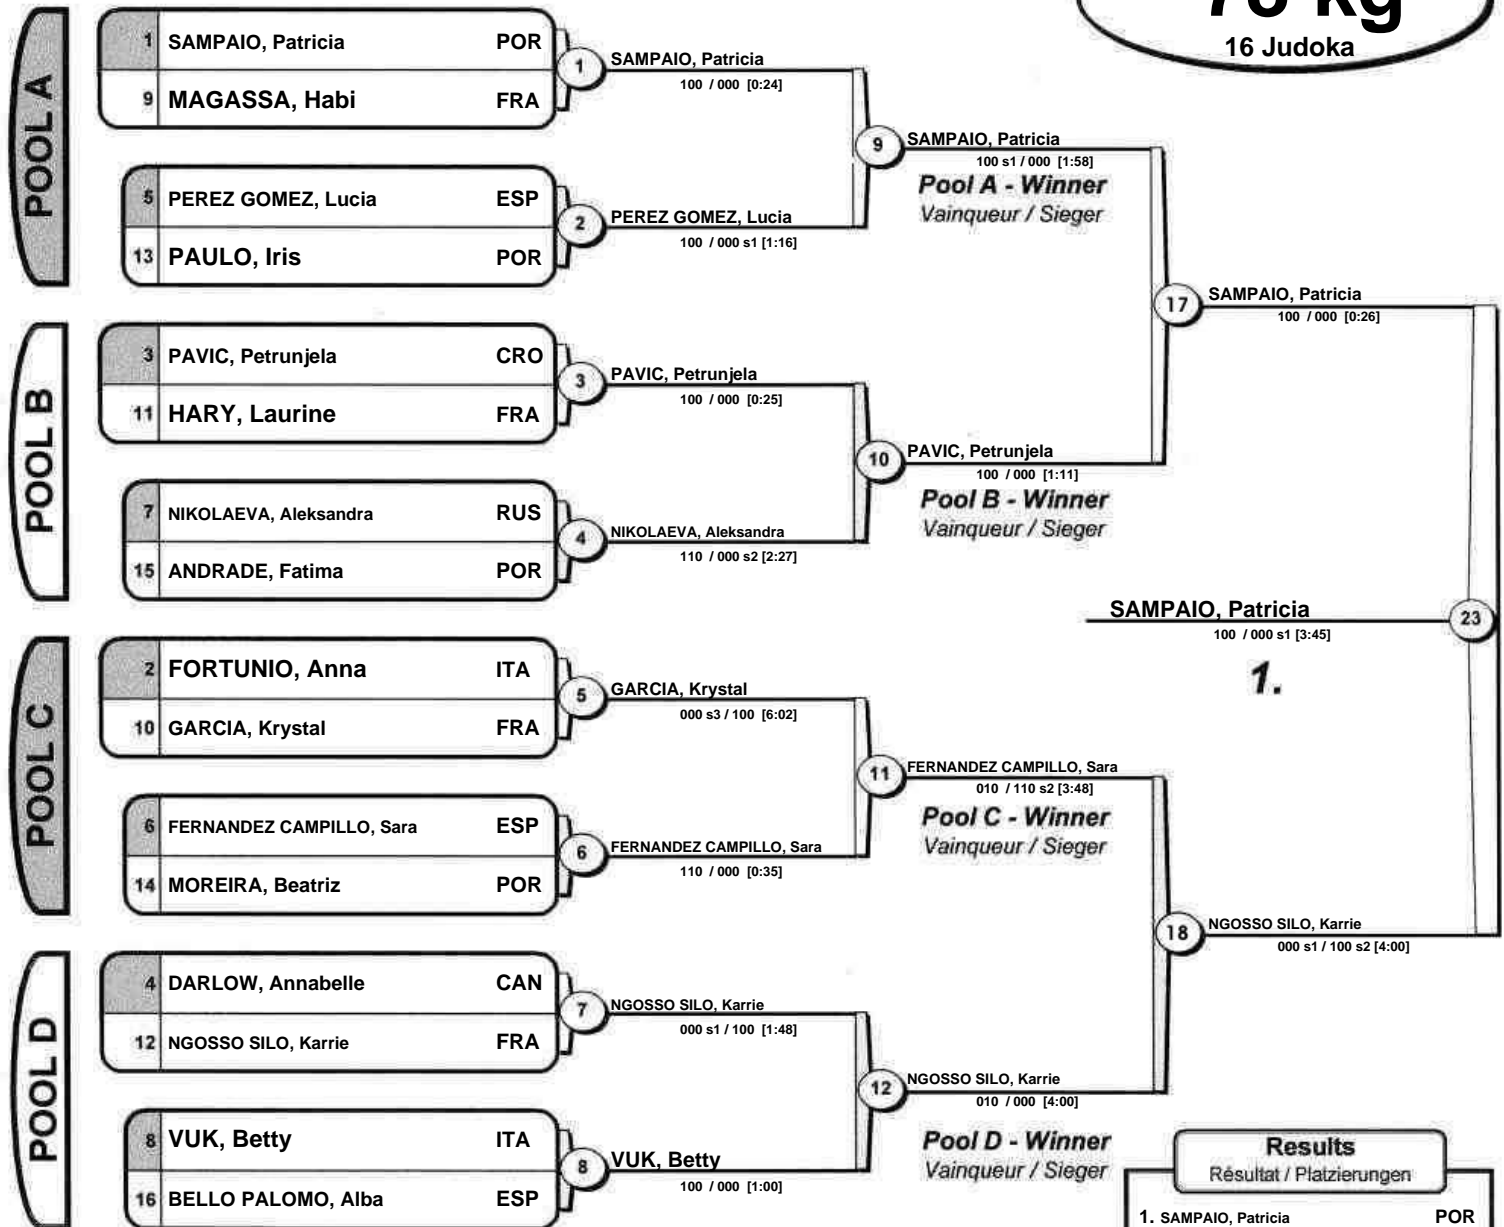 kg
16 Judoka
POOL A
1 SAMPAIO, Patricia POR
9 MAGASSA, Habi FRA
1
SAMPAIO, Patricia
100 / 000 [0:24]
5 PEREZ GOMEZ, Lucia ESP
13 PAULO, Iris POR
2
PEREZ GOMEZ, Lucia
100 / 000 s1 [1:16]
9
SAMPAIO, Patricia
100 s1 / 000 [1:58]
Pool A - Winner
Vainqueur / Sieger
POOL B
3 PAVIC, Petrunjela CRO
11 HARY, Laurine FRA
3
PAVIC, Petrunjela
100 / 000 [0:25]
7 NIKOLAEVA, Aleksandra RUS
15 ANDRADE, Fatima POR
4
NIKOLAEVA, Aleksandra
110 / 000 s2 [2:27]
10
PAVIC, Petrunjela
100 / 000 [1:11]
Pool B - Winner
Vainqueur / Sieger
17
SAMPAIO, Patricia
100 / 000 [0:26]
POOL C
2 FORTUNIO, Anna ITA
10 GARCIA, Krystal FRA
5
GARCIA, Krystal
000 s3 / 100 [6:02]
6 FERNANDEZ CAMPILLO, Sara ESP
14 MOREIRA, Beatriz POR
6
FERNANDEZ CAMPILLO, Sara
110 / 000 [0:35]
11
FERNANDEZ CAMPILLO, Sara
010 / 110 s2 [3:48]
Pool C - Winner
Vainqueur / Sieger
POOL D
4 DARLOW, Annabelle CAN
12 NGOSSO SILO, Karrie FRA
7
NGOSSO SILO, Karrie
000 s1 / 100 [1:48]
8 VUK, Betty ITA
16 BELLO PALOMO, Alba ESP
8
VUK, Betty
100 / 000 [1:00]
12
NGOSSO SILO, Karrie
010 / 000 [4:00]
Pool D - Winner
Vainqueur / Sieger
18
NGOSSO SILO, Karrie
000 s1 / 100 s2 [4:00]
SAMPAIO, Patricia
23
100 / 000 s1 [3:45]
1.
Results
Résultat / Platzierungen
1. SAMPAIO, Patricia POR